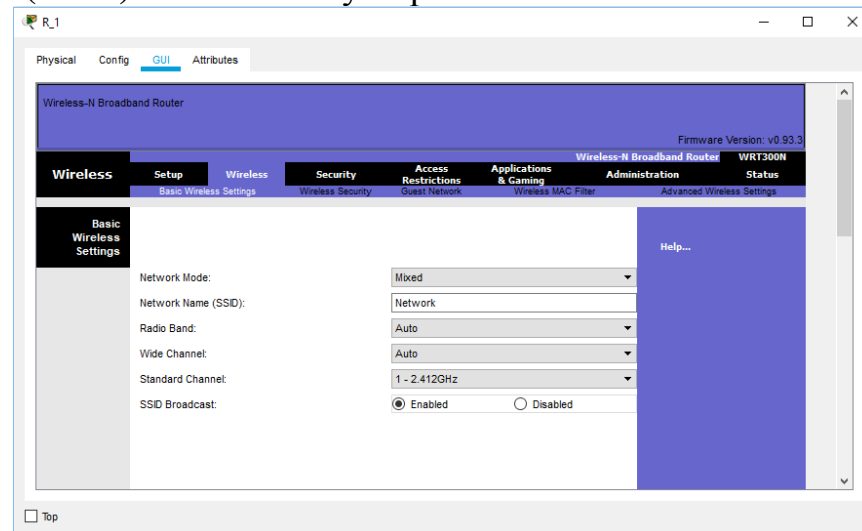 R_1
Physical Config GUI Attributes
Wireless-N Broadband Router
Firmware Version: v0.93.3
Wireless-N Broadband Router WRT300N
Wireless Setup Wireless Security Access Restrictions Applications & Gaming Administration Status
Basic Wireless Settings Wireless Security Guest Network Wireless MAC Filter Advanced Wireless Settings
Basic
Wireless
Settings
Help...
Network Mode: Mixed
Network Name (SSID): Network
Radio Band: Auto
Wide Channel: Auto
Standard Channel: 1 - 2.412GHz
SSID Broadcast: Enabled Disabled
Top